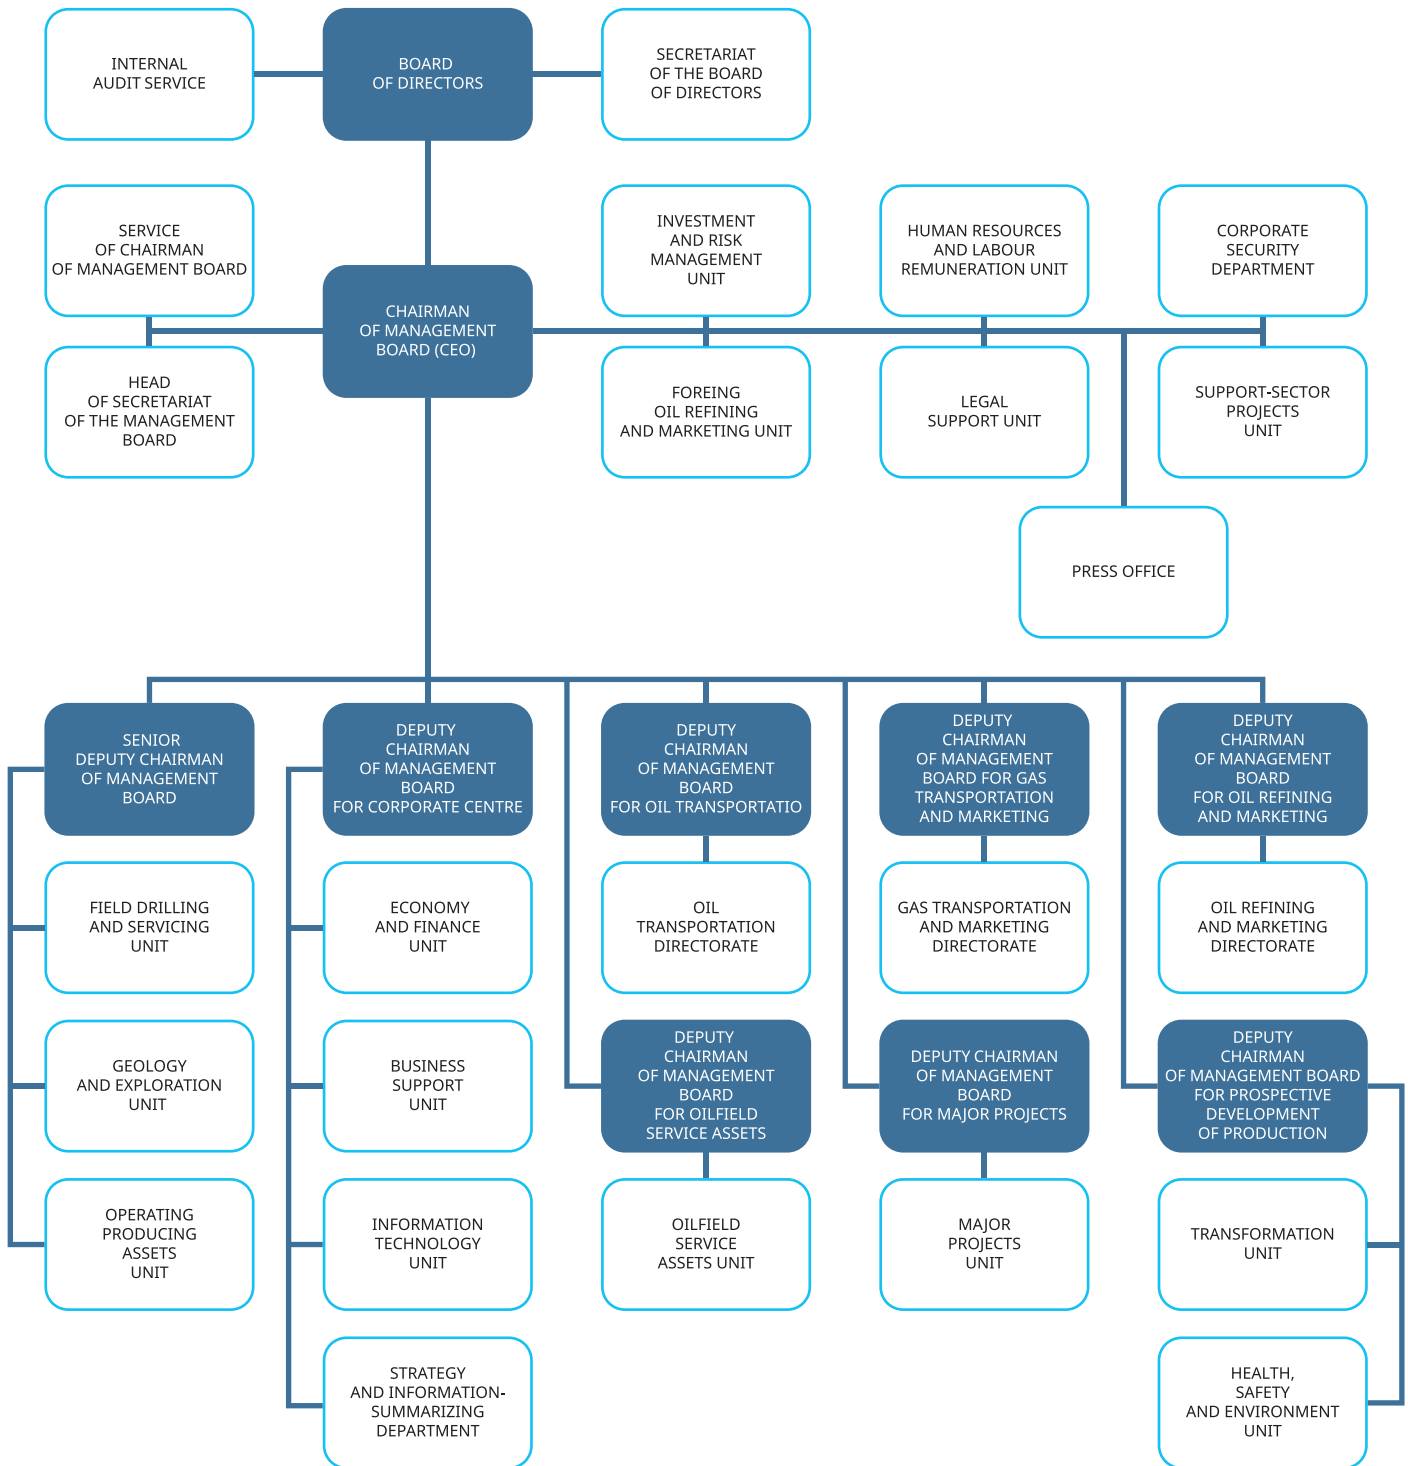 INTERNAL
AUDIT SERVICE
BOARD
OF DIRECTORS
SECRETARIAT
OF THE BOARD
OF DIRECTORS
SERVICE
OF CHAIRMAN
OF MANAGEMENT BOARD
INVESTMENT
AND RISK
MANAGEMENT
UNIT
HUMAN RESOURCES
AND LABOUR
REMUNERATION UNIT
CORPORATE
SECURITY
DEPARTMENT
CHAIRMAN
OF MANAGEMENT
BOARD (CEO)
HEAD
OF SECRETARIAT
OF THE MANAGEMENT
BOARD
FOREING
OIL REFINING
AND MARKETING UNIT
LEGAL
SUPPORT UNIT
SUPPORT-SECTOR
PROJECTS
UNIT
PRESS OFFICE
SENIOR
DEPUTY CHAIRMAN
OF MANAGEMENT
BOARD
DEPUTY
CHAIRMAN
OF MANAGEMENT
BOARD
FOR CORPORATE CENTRE
DEPUTY
CHAIRMAN
OF MANAGEMENT
BOARD
FOR OIL TRANSPORTATIO
DEPUTY
CHAIRMAN
OF MANAGEMENT
BOARD FOR GAS
TRANSPORTATION
AND MARKETING
DEPUTY
CHAIRMAN
OF MANAGEMENT
BOARD
FOR OIL REFINING
AND MARKETING
FIELD DRILLING
AND SERVICING
UNIT
ECONOMY
AND FINANCE
UNIT
OIL
TRANSPORTATION
DIRECTORATE
GAS TRANSPORTATION
AND MARKETING
DIRECTORATE
OIL REFINING
AND MARKETING
DIRECTORATE
GEOLOGY
AND EXPLORATION
UNIT
BUSINESS
SUPPORT
UNIT
DEPUTY
CHAIRMAN
OF MANAGEMENT
BOARD
FOR OILFIELD
SERVICE ASSETS
DEPUTY CHAIRMAN
OF MANAGEMENT
BOARD
FOR MAJOR PROJECTS
DEPUTY
CHAIRMAN
OF MANAGEMENT BOARD
FOR PROSPECTIVE
DEVELOPMENT
OF PRODUCTION
OPERATING
PRODUCING
ASSETS
UNIT
INFORMATION
TECHNOLOGY
UNIT
OILFIELD
SERVICE
ASSETS UNIT
MAJOR
PROJECTS
UNIT
TRANSFORMATION
UNIT
STRATEGY
AND INFORMATION-
SUMMARIZING
DEPARTMENT
HEALTH,
SAFETY
AND ENVIRONMENT
UNIT